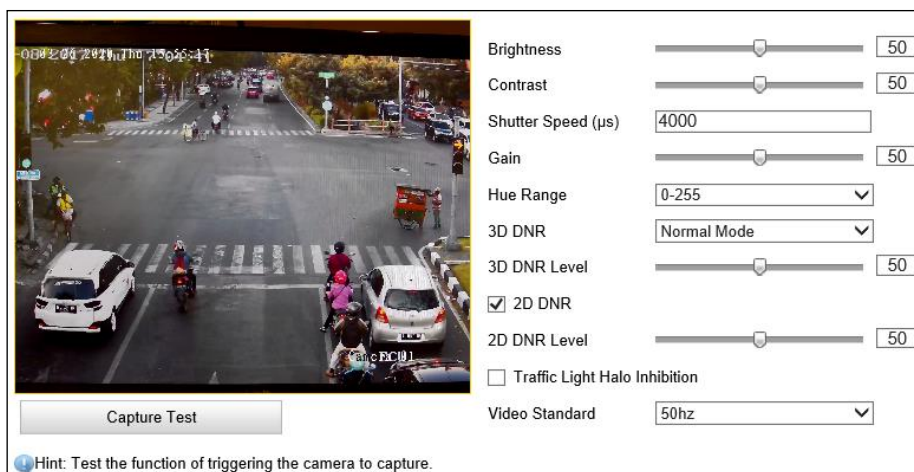 Brightness 50
Contrast 50
Shutter Speed (µs) 4000
Gain 50
Hue Range 0-255
3D DNR Normal Mode
3D DNR Level 50
2D DNR
2D DNR Level 50
Traffic Light Halo Inhibition
Video Standard 50hz
Capture Test
Hint: Test the function of triggering the camera to capture.